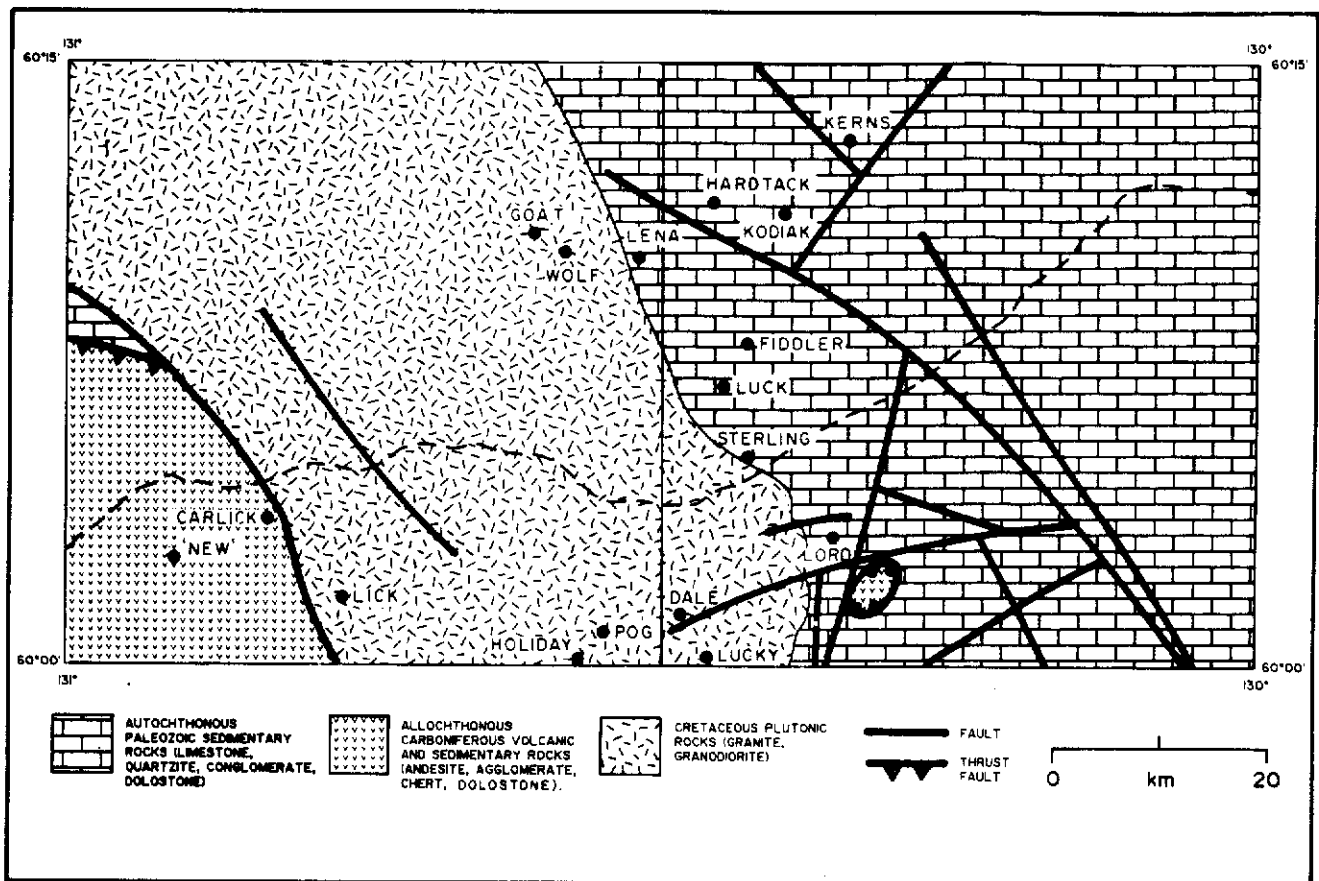 131°
130°
60°15'
60°15'
KERNS
HARDTACK
KODIAK
GOAT
LENA
WOLF
FIDDLER
LUCK
STERLING
CARLICK
NEW
LORD
LICK
DALE
POG
HOLIDAY
LUCKY
60°00'
60°00'
131°
130°
AUTOCHTHONOUS
PALEOZOIC SEDIMENTARY
ROCKS (LIMESTONE,
QUARTZITE, CONGLOMERATE,
DOLOSTONE)
ALLOCHTHONOUS
CARBONIFEROUS VOLCANIC
AND SEDIMENTARY ROCKS
(ANDESITE, AGGLOMERATE,
CHERT, DOLOSTONE).
CRETACEOUS PLUTONIC
ROCKS (GRANITE,
GRANODIORITE)
FAULT
THRUST
FAULT
0 km 20